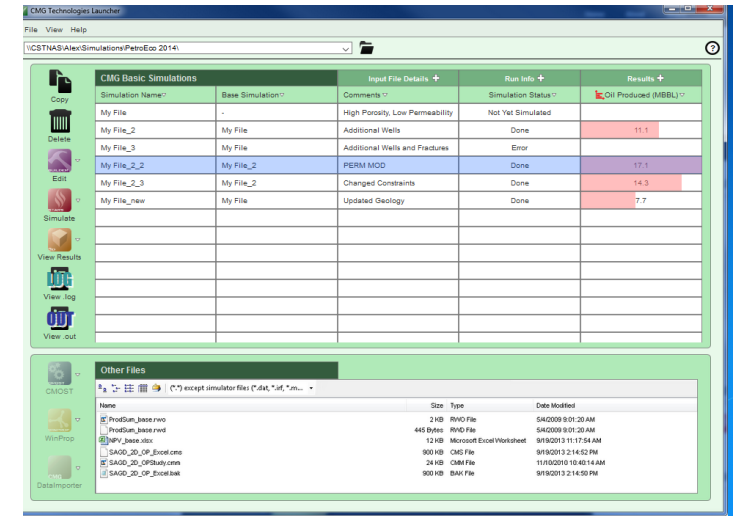 CMG Technologies Launcher
File View Help
\\CSTNAS\Alex\Simulations\PetroEco 2014\
?
Copy
Delete
Edit
Simulate
View Results
LOG
View .log
OUT
View .out
CMG Basic Simulations Input File Details + Run Info + Results +
Simulation Name Base Simulation Comments Simulation Status Oil Produced (MBBL)
My File - High Porosity, Low Permeability Not Yet Simulated
My File_2 My File Additional Wells Done 11.1
My File_3 My File Additional Wells and Fractures Error
My File_2_2 My File_2 PERM MOD Done 17.1
My File_2_3 My File_2 Changed Constraints Done 14.3
My File_new My File Updated Geology Done 7.7
CMOST
WinProp
DataImporter
Other Files
(*.*) except simulator files (*.dat, *.irf, *.m...
Name Size Type Date Modified
ProdSum_base.rwo 2 KB RWO File 5/4/2009 9:01:20 AM
ProdSum_base.rwd 445 Bytes RWD File 5/4/2009 9:01:20 AM
NPV_base.xlsx 12 KB Microsoft Excel Worksheet 9/19/2013 11:17:54 AM
SAGD_2D_OP_Excel.cms 900 KB CMS File 9/19/2013 2:14:52 PM
SAGD_2D_OPStudy.cmm 24 KB CMM File 11/10/2010 10:40:14 AM
SAGD_2D_OP_Excel.bak 900 KB BAK File 9/19/2013 2:14:50 PM